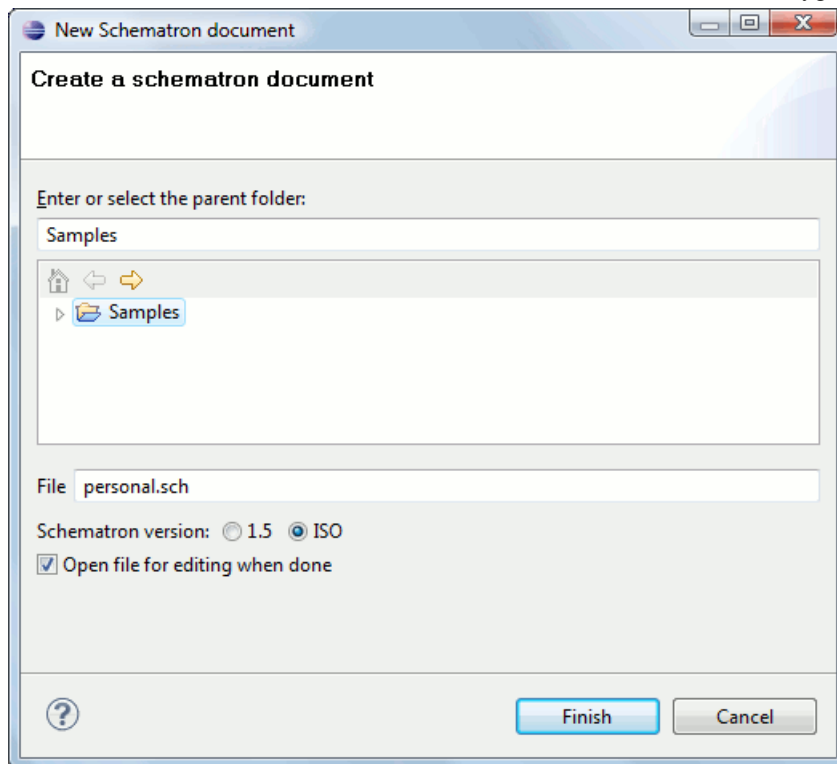 New Schematron document
Create a schematron document
Enter or select the parent folder:
Samples
Samples
File personal.sch
Schematron version: 1.5 ISO
Open file for editing when done
Finish Cancel